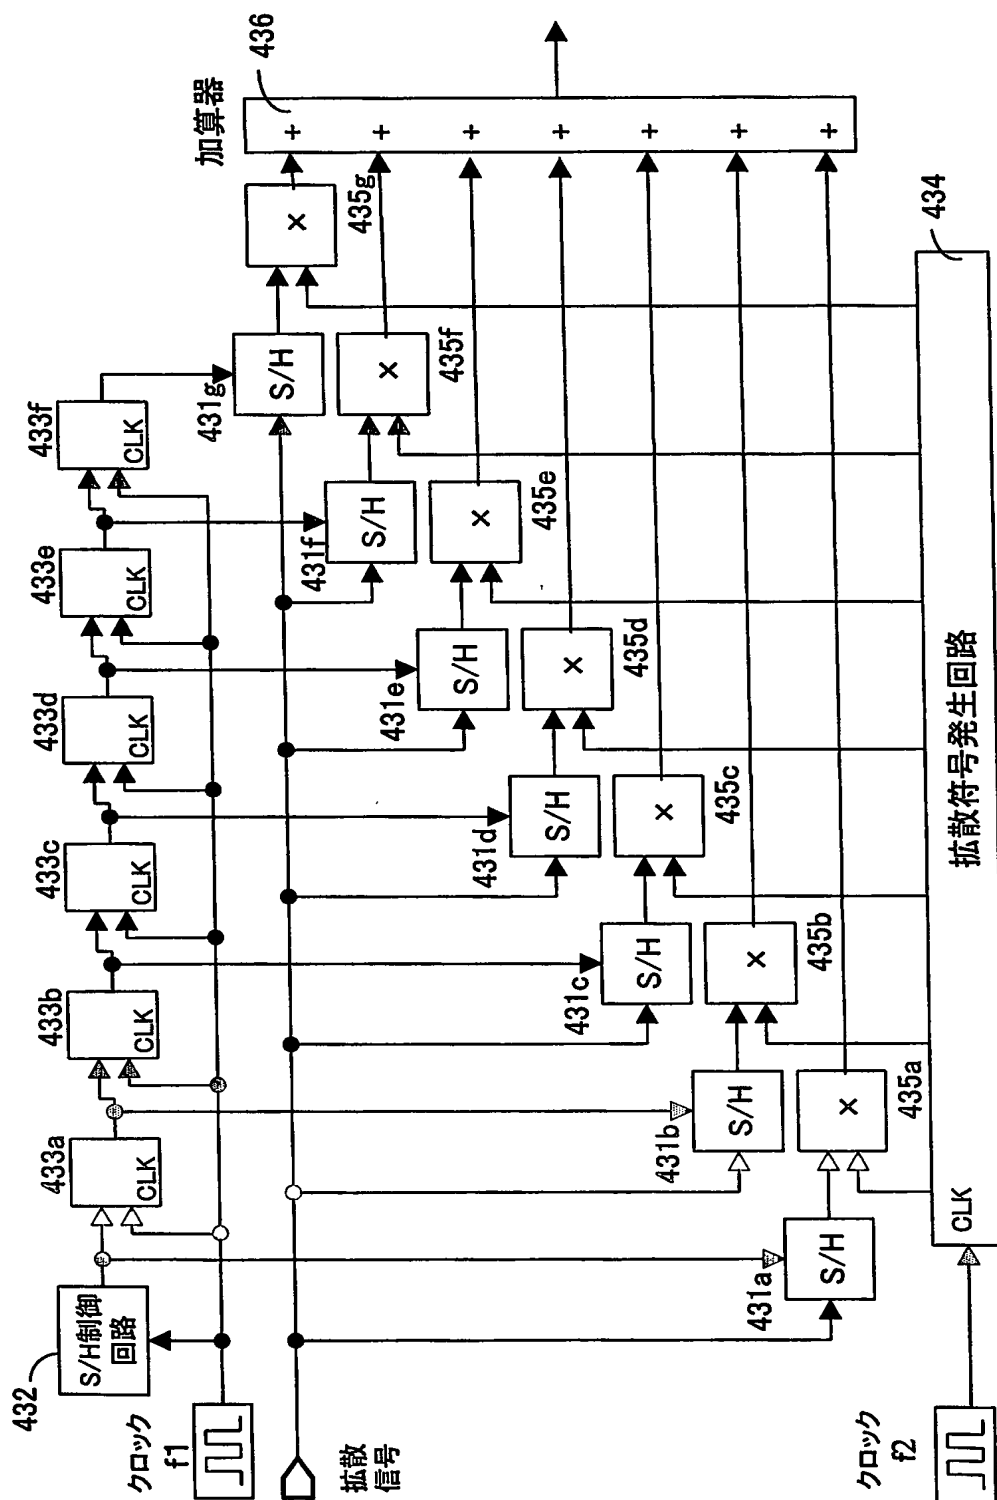 432
S/H制御
回路
433a
CLK
433b
CLK
433c
CLK
433d
CLK
433e
CLK
433f
CLK
クロック
f1
拡散
信号
431a
S/H
431b
S/H
431c
S/H
431d
S/H
431e
S/H
431f
S/H
431g
S/H
×
435a
×
435b
×
435c
×
435d
×
435e
×
435f
×
435g
加算器
436
+
+
+
+
+
+
+
クロック
f2
CLK
拡散符号発生回路
434